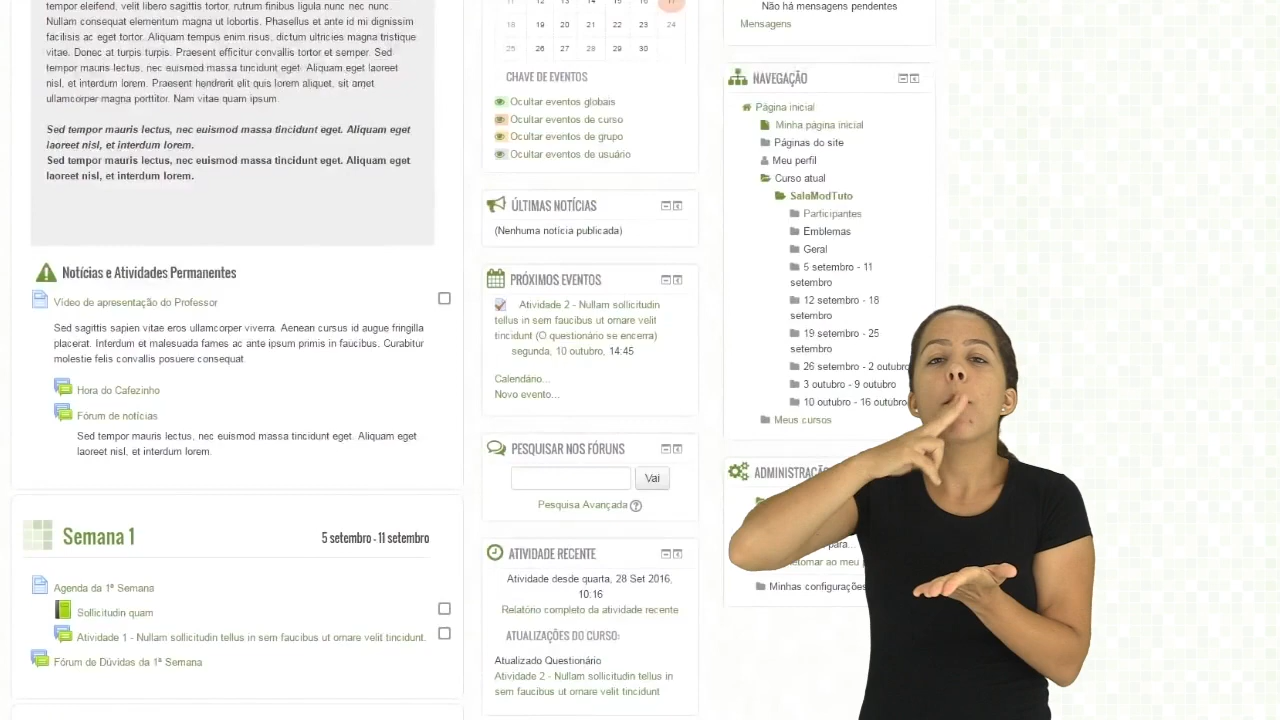 tempor eleifend, velit libero sagittis tortor, rutrum finibus ligula nunc nec nunc.
Nullam consequat elementum magna ut lobortis. Phasellus et ante id mi dignissim
facilisis ac eget tortor. Aliquam tempus enim risus, dictum ultricies magna tristique
vitae. Donec at turpis turpis. Praesent efficitur convallis tortor et semper. Sed
tempor mauris lectus, nec euismod massa tincidunt eget. Aliquam eget laoreet
nisl, et interdum lorem. Praesent hendrerit elit quis lorem aliquet, sit amet
ullamcorper magna porttitor. Nam vitae quam ipsum.
Sed tempor mauris lectus, nec euismod massa tincidunt eget. Aliquam eget
laoreet nisl, et interdum lorem.
Sed tempor mauris lectus, nec euismod massa tincidunt eget. Aliquam eget
laoreet nisl, et interdum lorem.
Notícias e Atividades Permanentes
Vídeo de apresentação do Professor
Sed sagittis sapien vitae eros ullamcorper viverra. Aenean cursus id augue fringilla
placerat. Interdum et malesuada fames ac ante ipsum primis in faucibus. Curabitur
molestie felis convallis posuere consequat.
Hora do Cafezinho
Fórum de notícias
Sed tempor mauris lectus, nec euismod massa tincidunt eget. Aliquam eget
laoreet nisl, et interdum lorem.
Semana 1
5 setembro - 11 setembro
Agenda da 1ª Semana
Sollicitudin quam
Atividade 1 - Nullam sollicitudin tellus in sem faucibus ut ornare velit tincidunt.
Fórum de Dúvidas da 1ª Semana
11 12 13 14 15 16 17
18 19 20 21 22 23 24
25 26 27 28 29 30
CHAVE DE EVENTOS
Ocultar eventos globais
Ocultar eventos de curso
Ocultar eventos de grupo
Ocultar eventos de usuário
ÚLTIMAS NOTÍCIAS
(Nenhuma notícia publicada)
PRÓXIMOS EVENTOS
Atividade 2 - Nullam sollicitudin
tellus in sem faucibus ut ornare velit
tincidunt (O questionário se encerra)
segunda, 10 outubro, 14:45
Calendário...
Novo evento...
PESQUISAR NOS FÓRUNS
Vai
Pesquisa Avançada
ATIVIDADE RECENTE
Atividade desde quarta, 28 Set 2016,
10:16
Relatório completo da atividade recente
ATUALIZAÇÕES DO CURSO:
Atualizado Questionário
Atividade 2 - Nullam sollicitudin tellus in
sem faucibus ut ornare velit tincidunt
Não há mensagens pendentes
Mensagens
NAVEGAÇÃO
Página inicial
Minha página inicial
Páginas do site
Meu perfil
Curso atual
SalaModTuto
Participantes
Emblemas
Geral
5 setembro - 11
setembro
12 setembro - 18
setembro
19 setembro - 25
setembro
26 setembro - 2 outubro
3 outubro - 9 outubro
10 outubro - 16 outubro
Meus cursos
ADMINISTRAÇÃ
para...
etornar ao meu
Minhas configurações